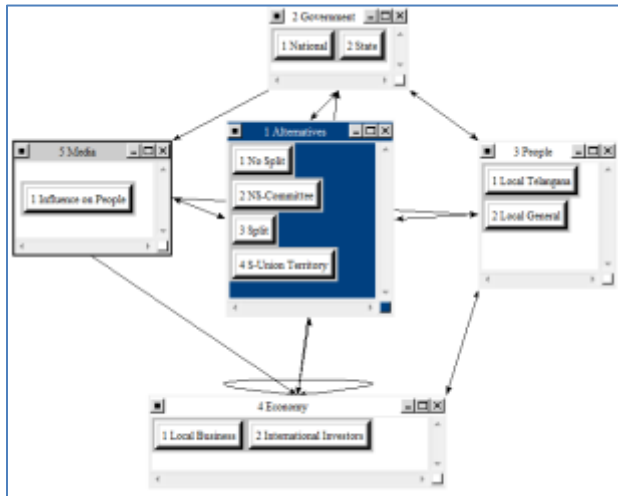 2 Government
1 National
2 State
1 Alternatives
1 No Split
2 NS-Committee
3 Split
4 S-Union Territory
5 Media
1 Influence on People
3 People
1 Local Telangana
2 Local General
4 Economy
1 Local Business
2 International Investors